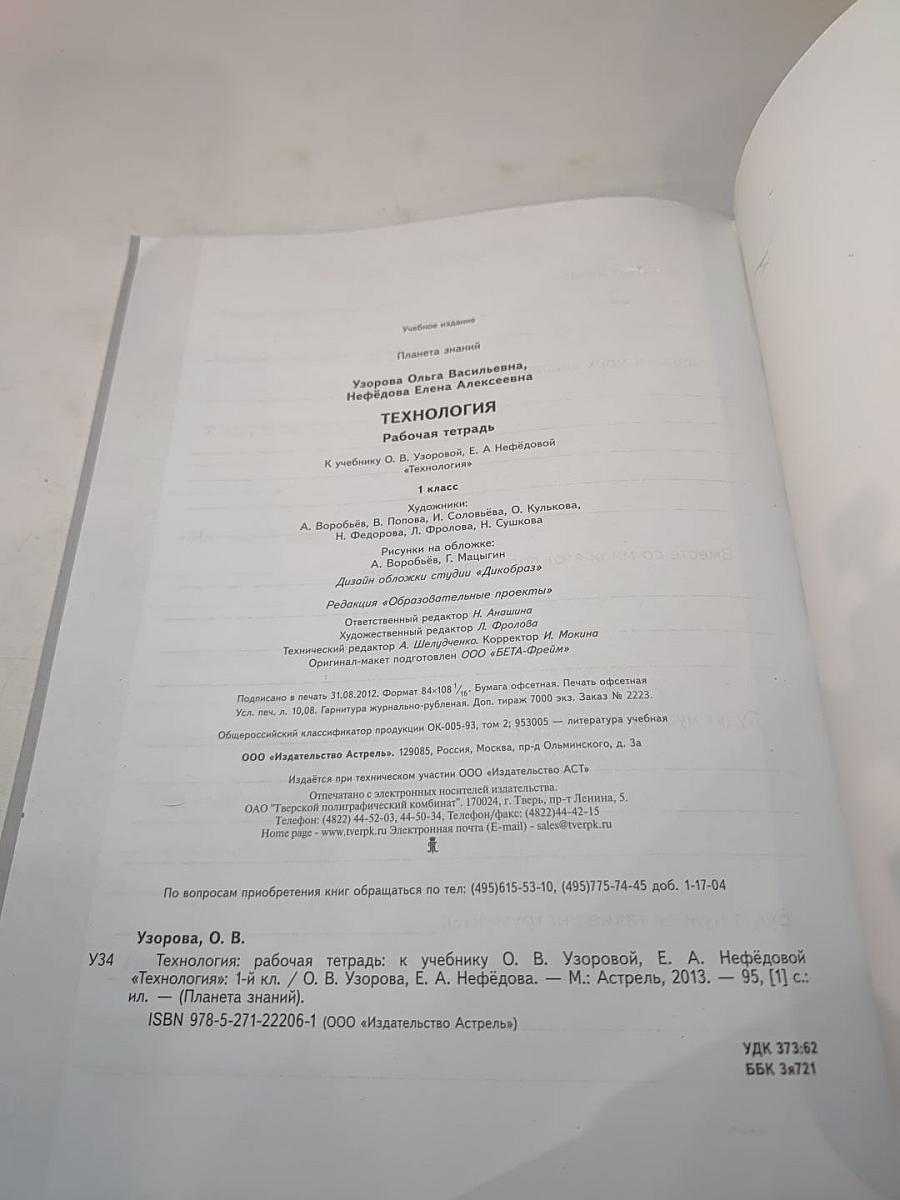 Учебное издание
Планета знаний
Узорова Ольга Васильевна,
Нефёдова Елена Алексеевна
ТЕХНОЛОГИЯ
Рабочая тетрадь
К учебнику О. В. Узоровой, Е. А Нефёдовой
«Технология»
1 класс
Художники:
А. Воробьёв, В. Попова, И. Соловьёва, О. Кулькова,
Н. Федорова, Л. Фролова, Н. Сушкова
Рисунки на обложке:
А. Воробьёв, Г. Мацыгин
Дизайн обложки студии «Дикобраз»
Редакция «Образовательные проекты»
Ответственный редактор Н. Анашина
Художественный редактор Л. Фролова
Технический редактор А. Шелудченко. Корректор И. Мокина
Оригинал-макет подготовлен ООО «БЕТА-Фрейм»
Подписано в печать 31.08.2012. Формат 84×108 1/16. Бумага офсетная. Печать офсетная
Усл. печ. л. 10,08. Гарнитура журнально-рубленая. Доп. тираж 7000 экз. Заказ № 2223.
Общероссийский классификатор продукции ОК-005-93, том 2; 953005 — литература учебная
ООО «Издательство Астрель». 129085, Россия, Москва, пр-д Ольминского, д. 3а
Издаётся при техническом участии ООО «Издательство АСТ»
Отпечатано с электронных носителей издательства.
ОАО "Тверской полиграфический комбинат". 170024, г. Тверь, пр-т Ленина, 5.
Телефон: (4822) 44-52-03, 44-50-34, Телефон/факс: (4822)44-42-15
Home page - www.tverpk.ru Электронная почта (E-mail) - sales@tverpk.ru
По вопросам приобретения книг обращаться по тел: (495)615-53-10, (495)775-74-45 доб. 1-17-04
Узорова, О. В.
У34 Технология: рабочая тетрадь: к учебнику О. В. Узоровой, Е. А. Нефёдовой
«Технология»: 1-й кл. / О. В. Узорова, Е. А. Нефёдова. — М.: Астрель, 2013. — 95, [1] с.:
ил. — (Планета знаний).
ISBN 978-5-271-22206-1 (ООО «Издательство Астрель»)
УДК 373:62
ББК 3я721